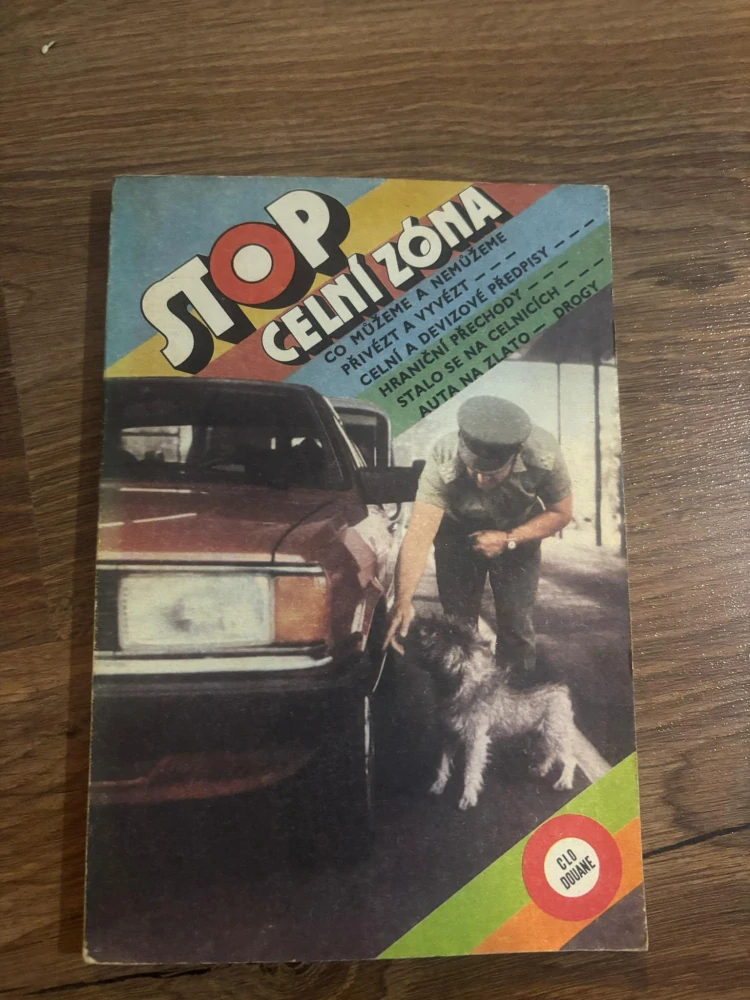 STOP
CELNÍ ZÓNA
CO MŮŽEME A NEMŮŽEME
PŘIVÉZT A VYVÉZT – – – –
CELNÍ A DEVIZOVÉ PŘEDPISY – – –
HRANIČNÍ PŘECHODY – – –
STALO SE NA CELNICÍCH – – –
AUTA NA ZLATO – DROGY
CLO
DOUANE